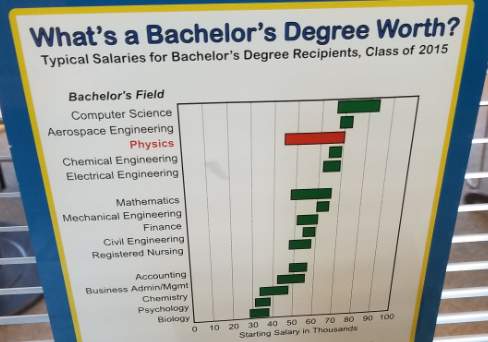 What's a Bachelor's Degree Worth?
Typical Salaries for Bachelor's Degree Recipients, Class of 2015
Bachelor's Field
Computer Science
Aerospace Engineering
Physics
Chemical Engineering
Electrical Engineering
Mathematics
Mechanical Engineering
Finance
Civil Engineering
Registered Nursing
Accounting
Business Admin/Mgmt
Chemistry
Psychology
Biology
0 10 20 30 40 50 60 70 80 90 100
Starting Salary in Thousands